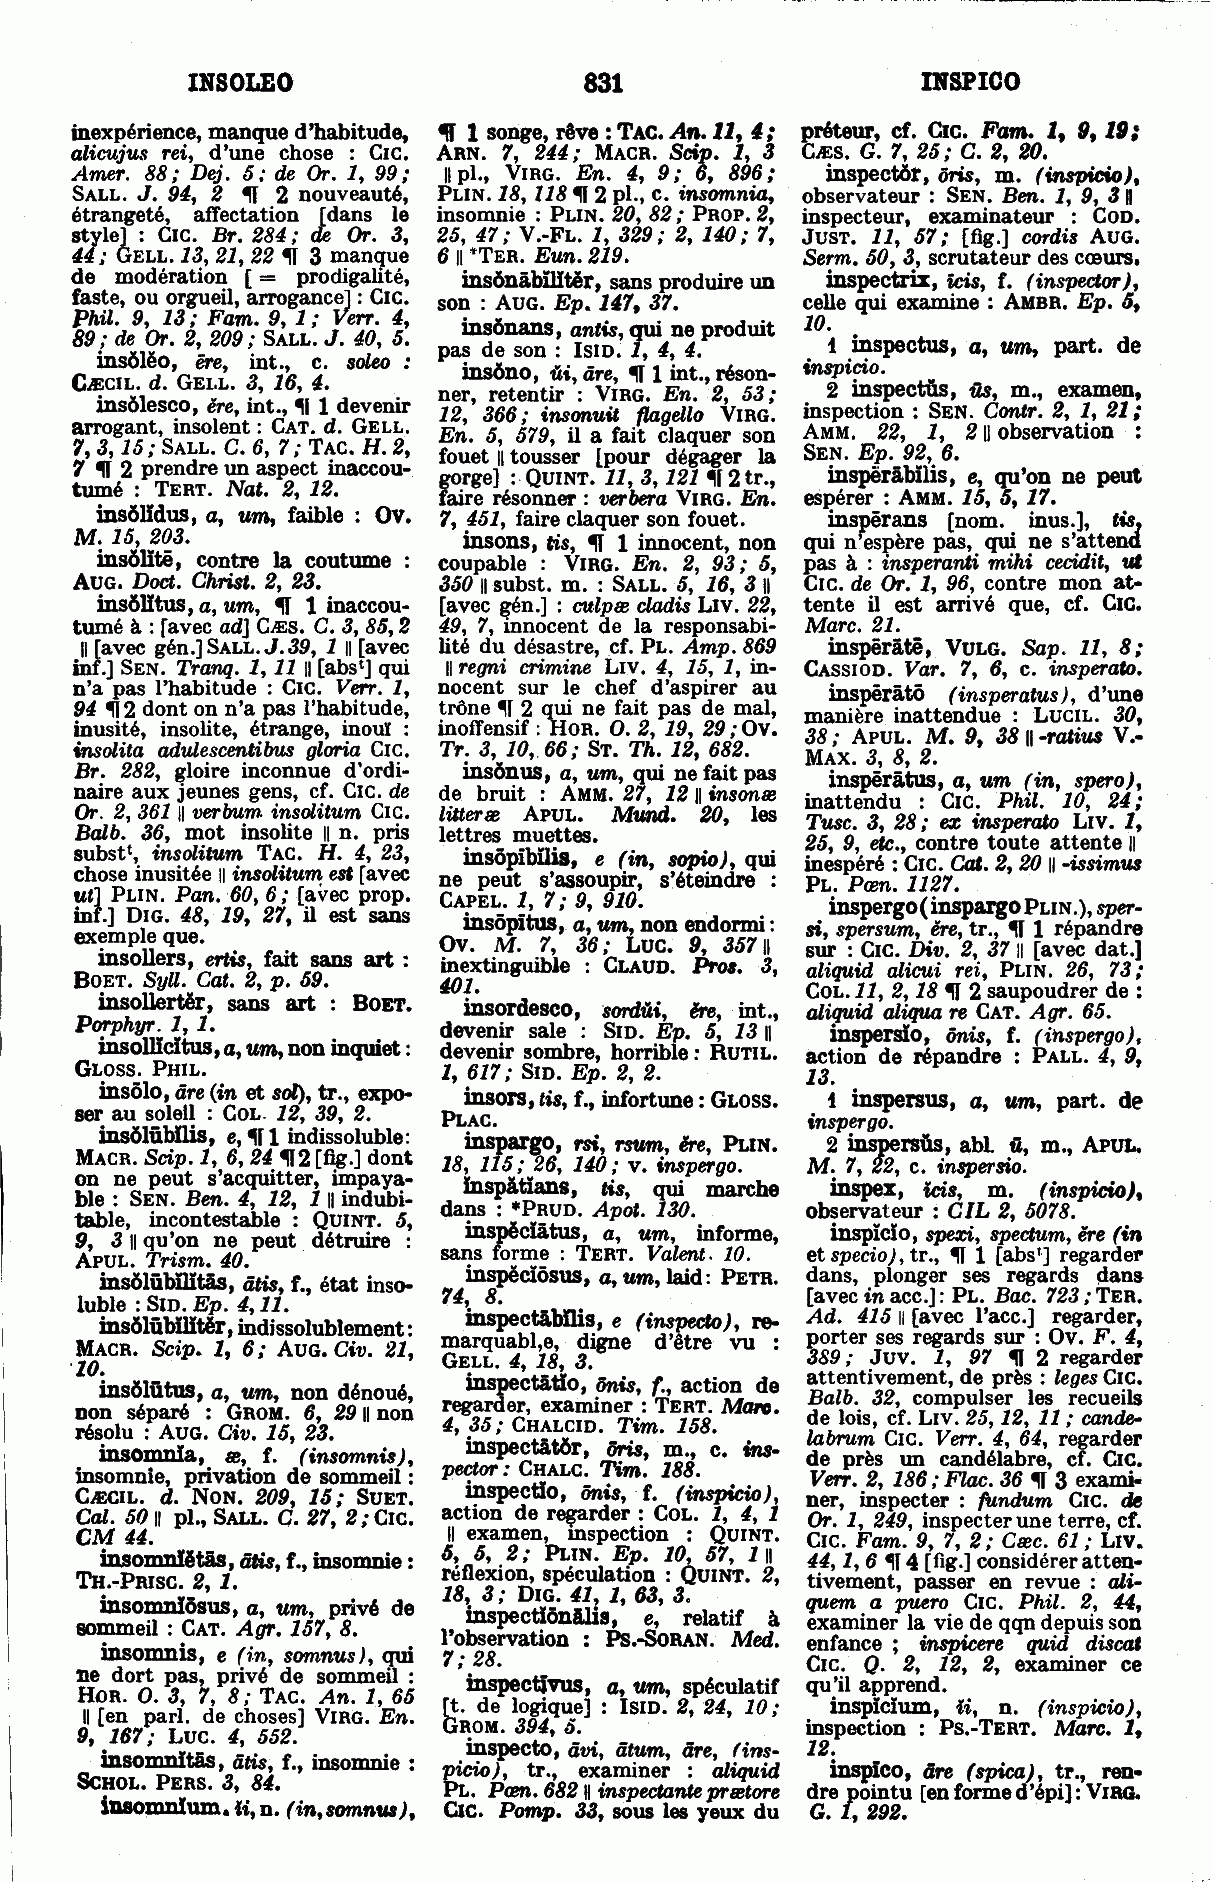 INSOLEO 831 INSPICO
inexpérience, manque d'habitude,
alicujus rei, d'une chose : CIC.
Amer. 88; Dej. 5; de Or. 1, 99;
SALL. J. 94, 2 ¶ 2 nouveauté,
étrangeté, affectation [dans le
style] : CIC. Br. 284; de Or. 3,
44; GELL. 13, 21, 22 ¶ 3 manque
de modération [= prodigalité,
faste, ou orgueil, arrogance] : CIC.
Phil. 9, 13; Fam. 9, 1; Verr. 4,
89; de Or. 2, 209; SALL. J. 40, 5.
insŏlĕo, ēre, int., c. soleo :
CÆCIL. d. GELL. 3, 16, 4.
insŏlesco, ĕre, int., ¶ 1 devenir
arrogant, insolent : CAT. d. GELL.
7, 3, 15; SALL. C. 6, 7; TAC. H. 2,
7 ¶ 2 prendre un aspect inaccou-
tumé : TERT. Nat. 2, 12.
insŏlĭdus, a, um, faible : OV.
M. 15, 203.
insŏlĭtē, contre la coutume :
AUG. Doct. Christ. 2, 23.
insŏlĭtus, a, um, ¶ 1 inaccou-
tumé à : [avec ad] CÆS. C. 3, 85, 2
|| [avec gén.] SALL. J. 39, 1 || [avec
inf.] SEN. Tranq. 1, 11 || [absᵗ] qui
n'a pas l'habitude : CIC. Verr. 1,
94 ¶ 2 dont on n'a pas l'habitude,
inusité, insolite, étrange, inouï :
insolita adulescentibus gloria CIC.
Br. 282, gloire inconnue d'ordi-
naire aux jeunes gens, cf. CIC. de
Or. 2, 361 || verbum insolitum CIC.
Balb. 36, mot insolite || n. pris
substᵗ, insolitum TAC. H. 4, 23,
chose inusitée || insolitum est [avec
ut] PLIN. Pan. 60, 6; [avec prop.
inf.] DIG. 48, 19, 27, il est sans
exemple que.
insollers, ertis, fait sans art :
BOET. Syll. Cat. 2, p. 59.
insollertĕr, sans art : BOET.
Porphyr. 1, 1.
insollĭcĭtus, a, um, non inquiet :
GLOSS. PHIL.
insōlo, āre (in et sol), tr., expo-
ser au soleil : COL. 12, 39, 2.
insŏlūbĭlis, e, ¶ 1 indissoluble :
MACR. Scip. 1, 6, 24 ¶ 2 [fig.] dont
on ne peut s'acquitter, impaya-
ble : SEN. Ben. 4, 12, 1 || indubi-
table, incontestable : QUINT. 5,
9, 3 || qu'on ne peut détruire :
APUL. Trism. 40.
insŏlūbĭlĭtās, ātis, f., état inso-
luble : SID. Ep. 4, 11.
insŏlūbĭlĭtĕr, indissolublement :
MACR. Scip. 1, 6; AUG. Civ. 21,
10.
insŏlūtus, a, um, non dénoué,
non séparé : GROM. 6, 29 || non
résolu : AUG. Civ. 15, 23.
insomnĭa, æ, f. (insomnis),
insomnie, privation de sommeil :
CÆCIL. d. NON. 209, 15; SUET.
Cal. 50 || pl., SALL. C. 27, 2; CIC.
CM 44.
insomnĭĕtās, ātis, f., insomnie :
TH.-PRISC. 2, 1.
insomnĭōsus, a, um, privé de
sommeil : CAT. Agr. 157, 8.
insomnis, e (in, somnus), qui
ne dort pas, privé de sommeil :
HOR. O. 3, 7, 8; TAC. An. 1, 65
|| [en parl. de choses] VIRG. En.
9, 167; LUC. 4, 552.
insomnĭtās, ātis, f., insomnie :
SCHOL. PERS. 3, 84.
insomnĭum, ĭi, n. (in, somnus),
¶ 1 songe, rêve : TAC. An. 11, 4;
ARN. 7, 244; MACR. Scip. 1, 3
|| pl., VIRG. En. 4, 9; 6, 896;
PLIN. 18, 118 ¶ 2 pl., c. insomnia,
insomnie : PLIN. 20, 82; PROP. 2,
25, 47; V.-FL. 1, 329; 2, 140; 7,
6 || *TER. Eun. 219.
insŏnābĭlĭtĕr, sans produire un
son : AUG. Ep. 147, 37.
insŏnans, antis, qui ne produit
pas de son : ISID. 1, 4, 4.
insŏno, ŭi, āre, ¶ 1 int., réson-
ner, retentir : VIRG. En. 2, 53;
12, 366; insonuit flagello VIRG.
En. 5, 579, il a fait claquer son
fouet || tousser [pour dégager la
gorge] : QUINT. 11, 3, 121 ¶ 2 tr.,
faire résonner : verbera VIRG. En.
7, 451, faire claquer son fouet.
insons, tis, ¶ 1 innocent, non
coupable : VIRG. En. 2, 93; 5,
350 || subst. m. : SALL. 5, 16, 3 ||
[avec gén.] : culpæ cladis LIV. 22,
49, 7, innocent de la responsabi-
lité du désastre, cf. PL. Amp. 869
|| regni crimine LIV. 4, 15, 1, in-
nocent sur le chef d'aspirer au
trône ¶ 2 qui ne fait pas de mal,
inoffensif : HOR. O. 2, 19, 29; OV.
Tr. 3, 10, 66; ST. Th. 12, 682.
insŏnus, a, um, qui ne fait pas
de bruit : AMM. 27, 12 || insonæ
litteræ APUL. Mund. 20, les
lettres muettes.
insōpībĭlis, e (in, sopio), qui
ne peut s'assoupir, s'éteindre :
CAPEL. 1, 7; 9, 910.
insōpītus, a, um, non endormi :
OV. M. 7, 36; LUC. 9, 357 ||
inextinguible : CLAUD. Pros. 3,
401.
insordesco, sordŭi, ĕre, int.,
devenir sale : SID. Ep. 5, 13 ||
devenir sombre, horrible : RUTIL.
1, 617; SID. Ep. 2, 2.
insors, tis, f., infortune : GLOSS.
PLAC.
inspargo, rsi, rsum, ĕre, PLIN.
18, 115; 26, 140; v. inspergo.
inspătĭans, tis, qui marche
dans : *PRUD. Apot. 130.
inspĕcĭātus, a, um, informe,
sans forme : TERT. Valent. 10.
inspĕcĭōsus, a, um, laid : PETR.
74, 8.
inspectābĭlis, e (inspecto), re-
marquabl,e, digne d'être vu :
GELL. 4, 18, 3.
inspectātĭo, ōnis, f., action de
regarder, examiner : TERT. Marc.
4, 35; CHALCID. Tim. 158.
inspectātŏr, ōris, m., c. ins-
pector : CHALC. Tim. 188.
inspectĭo, ōnis, f. (inspicio),
action de regarder : COL. 1, 4, 1
|| examen, inspection : QUINT.
5, 5, 2; PLIN. Ep. 10, 57, 1 ||
réflexion, spéculation : QUINT. 2,
18, 3; DIG. 41, 1, 63, 3.
inspectĭōnālis, e, relatif à
l'observation : PS.-SORAN. Med.
7; 28.
inspectīvus, a, um, spéculatif
[t. de logique] : ISID. 2, 24, 10;
GROM. 394, 5.
inspecto, āvi, ātum, āre, (ins-
picio), tr., examiner : aliquid
PL. Pœn. 682 || inspectante prætore
CIC. Pomp. 33, sous les yeux du
préteur, cf. CIC. Fam. 1, 9, 19;
CÆS. G. 7, 25; C. 2, 20.
inspectŏr, ōris, m. (inspicio),
observateur : SEN. Ben. 1, 9, 3 ||
inspecteur, examinateur : COD.
JUST. 11, 57; [fig.] cordis AUG.
Serm. 50, 3, scrutateur des cœurs.
inspectrix, īcis, f. (inspector),
celle qui examine : AMBR. Ep. 5,
10.
1 inspectus, a, um, part. de
inspicio.
2 inspectŭs, ūs, m., examen,
inspection : SEN. Contr. 2, 1, 21;
AMM. 22, 1, 2 || observation :
SEN. Ep. 92, 6.
inspērābĭlis, e, qu'on ne peut
espérer : AMM. 15, 5, 17.
inspērans [nom. inus.], tis,
qui n'espère pas, qui ne s'attend
pas à : insperanti mihi cecidit, ut
CIC. de Or. 1, 96, contre mon at-
tente il est arrivé que, cf. CIC.
Marc. 21.
inspērātē, VULG. Sap. 11, 8;
CASSIOD. Var. 7, 6, c. insperato.
inspērātō (insperatus), d'une
manière inattendue : LUCIL. 30,
38; APUL. M. 9, 38 || -ratius V.-
MAX. 3, 8, 2.
inspērātus, a, um (in, spero),
inattendu : CIC. Phil. 10, 24;
Tusc. 3, 28; ex insperato LIV. 1,
25, 9, etc., contre toute attente ||
inespéré : CIC. Cat. 2, 20 || -issimus
PL. Pœn. 1127.
inspergo (inspargo PLIN.), sper-
si, spersum, ĕre, tr., ¶ 1 répandre
sur : CIC. Div. 2, 37 || [avec dat.]
aliquid alicui rei, PLIN. 26, 73;
COL. 11, 2, 18 ¶ 2 saupoudrer de :
aliquid aliqua re CAT. Agr. 65.
inspersĭo, ōnis, f. (inspergo),
action de répandre : PALL. 4, 9,
13.
1 inspersus, a, um, part. de
inspergo.
2 inspersŭs, abl. ū, m., APUL.
M. 7, 22, c. inspersio.
inspex, ĭcis, m. (inspicio),
observateur : CIL 2, 5078.
inspĭcĭo, spexi, spectum, ĕre (in
et specio), tr., ¶ 1 [absᵗ] regarder
dans, plonger ses regards dans
[avec in acc.] : PL. Bac. 723; TER.
Ad. 415 || [avec l'acc.] regarder,
porter ses regards sur : OV. F. 4,
389; JUV. 1, 97 ¶ 2 regarder
attentivement, de près : leges CIC.
Balb. 32, compulser les recueils
de lois, cf. LIV. 25, 12, 11; cande-
labrum CIC. Verr. 4, 64, regarder
de près un candélabre, cf. CIC.
Verr. 2, 186; Flac. 36 ¶ 3 exami-
ner, inspecter : fundum CIC. de
Or. 1, 249, inspecter une terre, cf.
CIC. Fam. 9, 7, 2; Cæc. 61; LIV.
44, 1, 6 ¶ 4 [fig.] considérer atten-
tivement, passer en revue : ali-
quem a puero CIC. Phil. 2, 44,
examiner la vie de qqn depuis son
enfance ; inspicere quid discat
CIC. Q. 2, 12, 2, examiner ce
qu'il apprend.
inspĭcĭum, ĭi, n. (inspicio),
inspection : PS.-TERT. Marc. 1,
12.
inspīco, āre (spica), tr., ren-
dre pointu [en forme d'épi] : VIRG.
G. 1, 292.